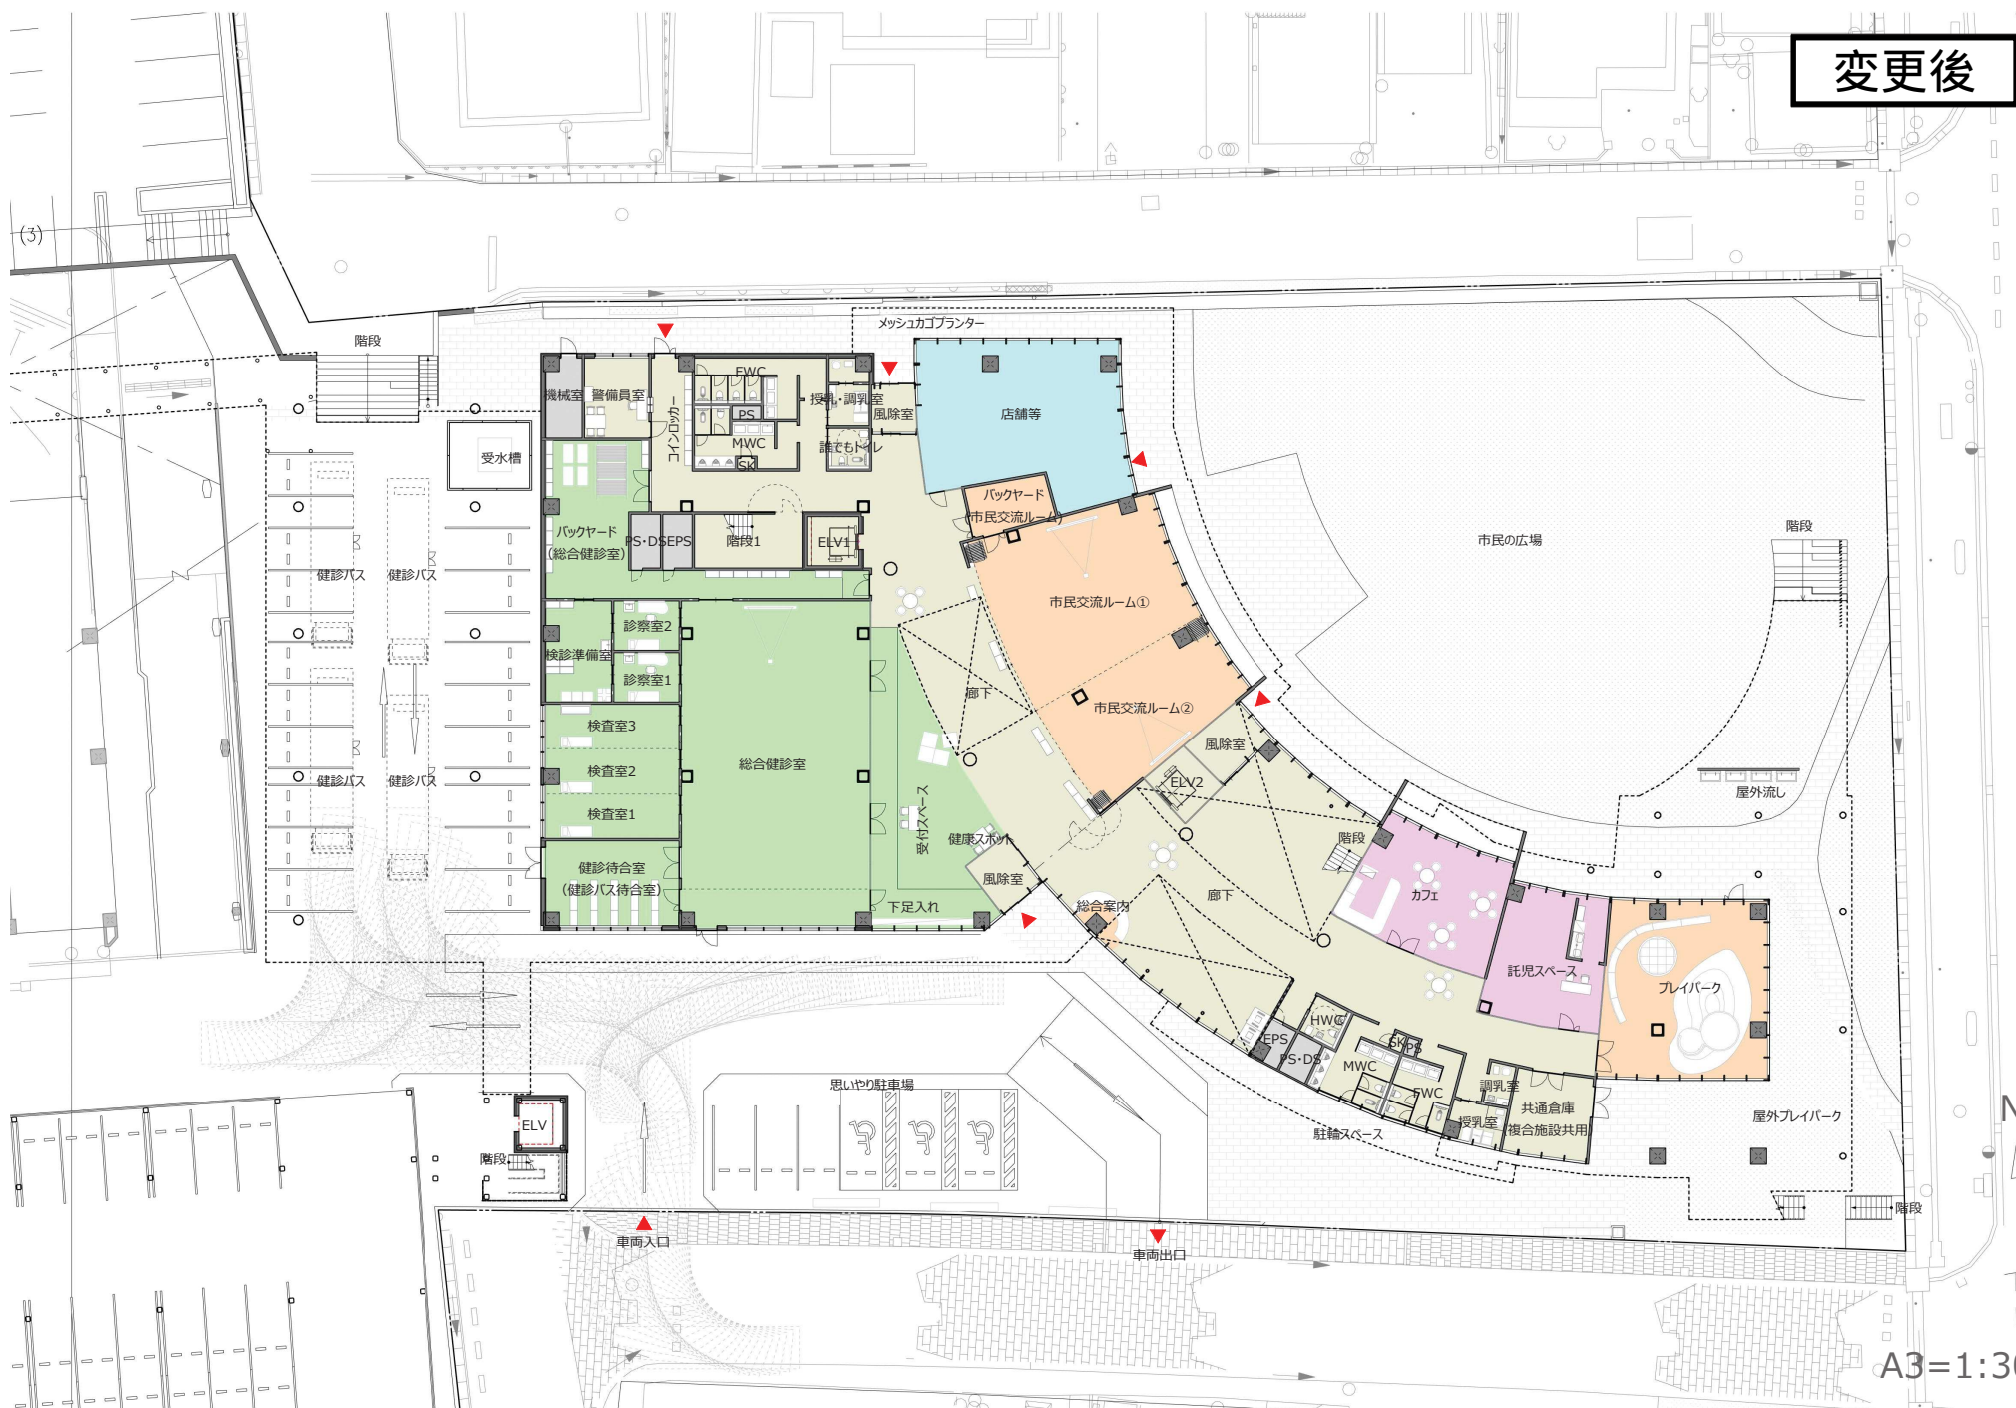 変更後
(3)
階段
メッシュカゴプランター
機械室
警備員室
コインロッカー
FWC
PS
MWC
SK
授乳・調乳室
誰でもトイレ
風除室
店舗等
受水槽
バックヤード
(総合健診室)
PS・DS
EPS
階段1
ELV1
バックヤード
(市民交流ルーム)
市民の広場
階段
健診バス
健診バス
検診準備室
診察室2
診察室1
市民交流ルーム①
廊下
市民交流ルーム②
検査室3
検査室2
検査室1
総合健診室
健診バス
健診バス
風除室
ELV2
屋外流し
受付スペース
健康スポット
階段
健診待合室
(健診バス待合室)
風除室
下足入れ
総合案内
廊下
カフェ
託児スペース
プレイパーク
HWC
EPS
PS・DS
SK
PS
MWC
FWC
調乳室
授乳室
共通倉庫
(複合施設共用)
屋外プレイパーク
駐輪スペース
思いやり駐車場
ELV
階段
階段
車両入口
車両出口